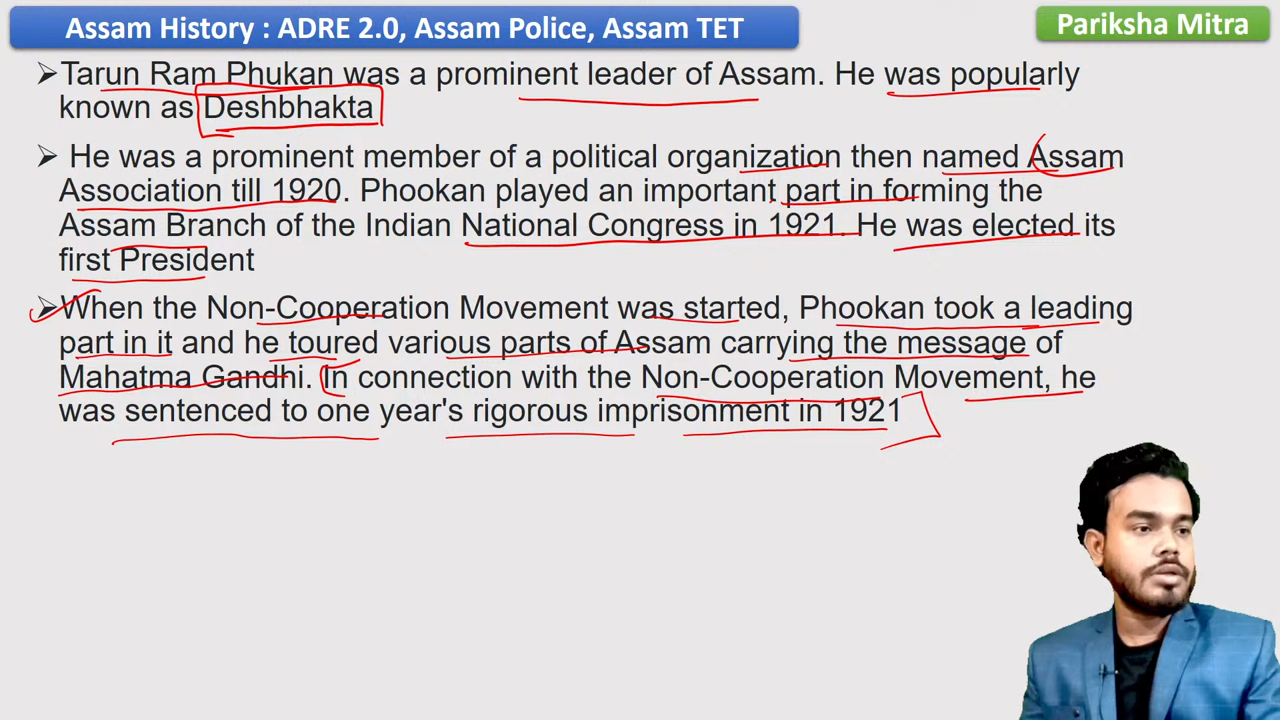 Assam History : ADRE 2.0, Assam Police, Assam TET
Pariksha Mitra
Tarun Ram Phukan was a prominent leader of Assam. He was popularly
known as Deshbhakta
He was a prominent member of a political organization then named Assam
Association till 1920. Phookan played an important part in forming the
Assam Branch of the Indian National Congress in 1921. He was elected its
first President
When the Non-Cooperation Movement was started, Phookan took a leading
part in it and he toured various parts of Assam carrying the message of
Mahatma Gandhi. In connection with the Non-Cooperation Movement, he
was sentenced to one year's rigorous imprisonment in 1921